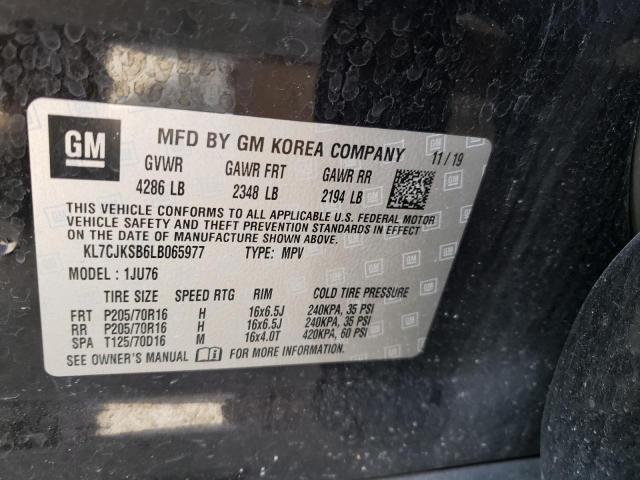 GM MFD BY GM KOREA COMPANY 11/19
GVWR GAWR FRT GAWR RR
4286 LB 2348 LB 2194 LB
THIS VEHICLE CONFORMS TO ALL APPLICABLE U.S. FEDERAL MOTOR
VEHICLE SAFETY AND THEFT PREVENTION STANDARDS IN EFFECT
ON THE DATE OF MANUFACTURE SHOWN ABOVE.
KL7CJKSB6LB065977 TYPE: MPV
MODEL: 1JU76
TIRE SIZE SPEED RTG RIM COLD TIRE PRESSURE
FRT P205/70R16 H 16x6.5J 240KPA, 35 PSI
RR P205/70R16 H 16x6.5J 240KPA, 35 PSI
SPA T125/70D16 M 16x4.0T 420KPA, 60 PSI
SEE OWNER'S MANUAL FOR MORE INFORMATION.